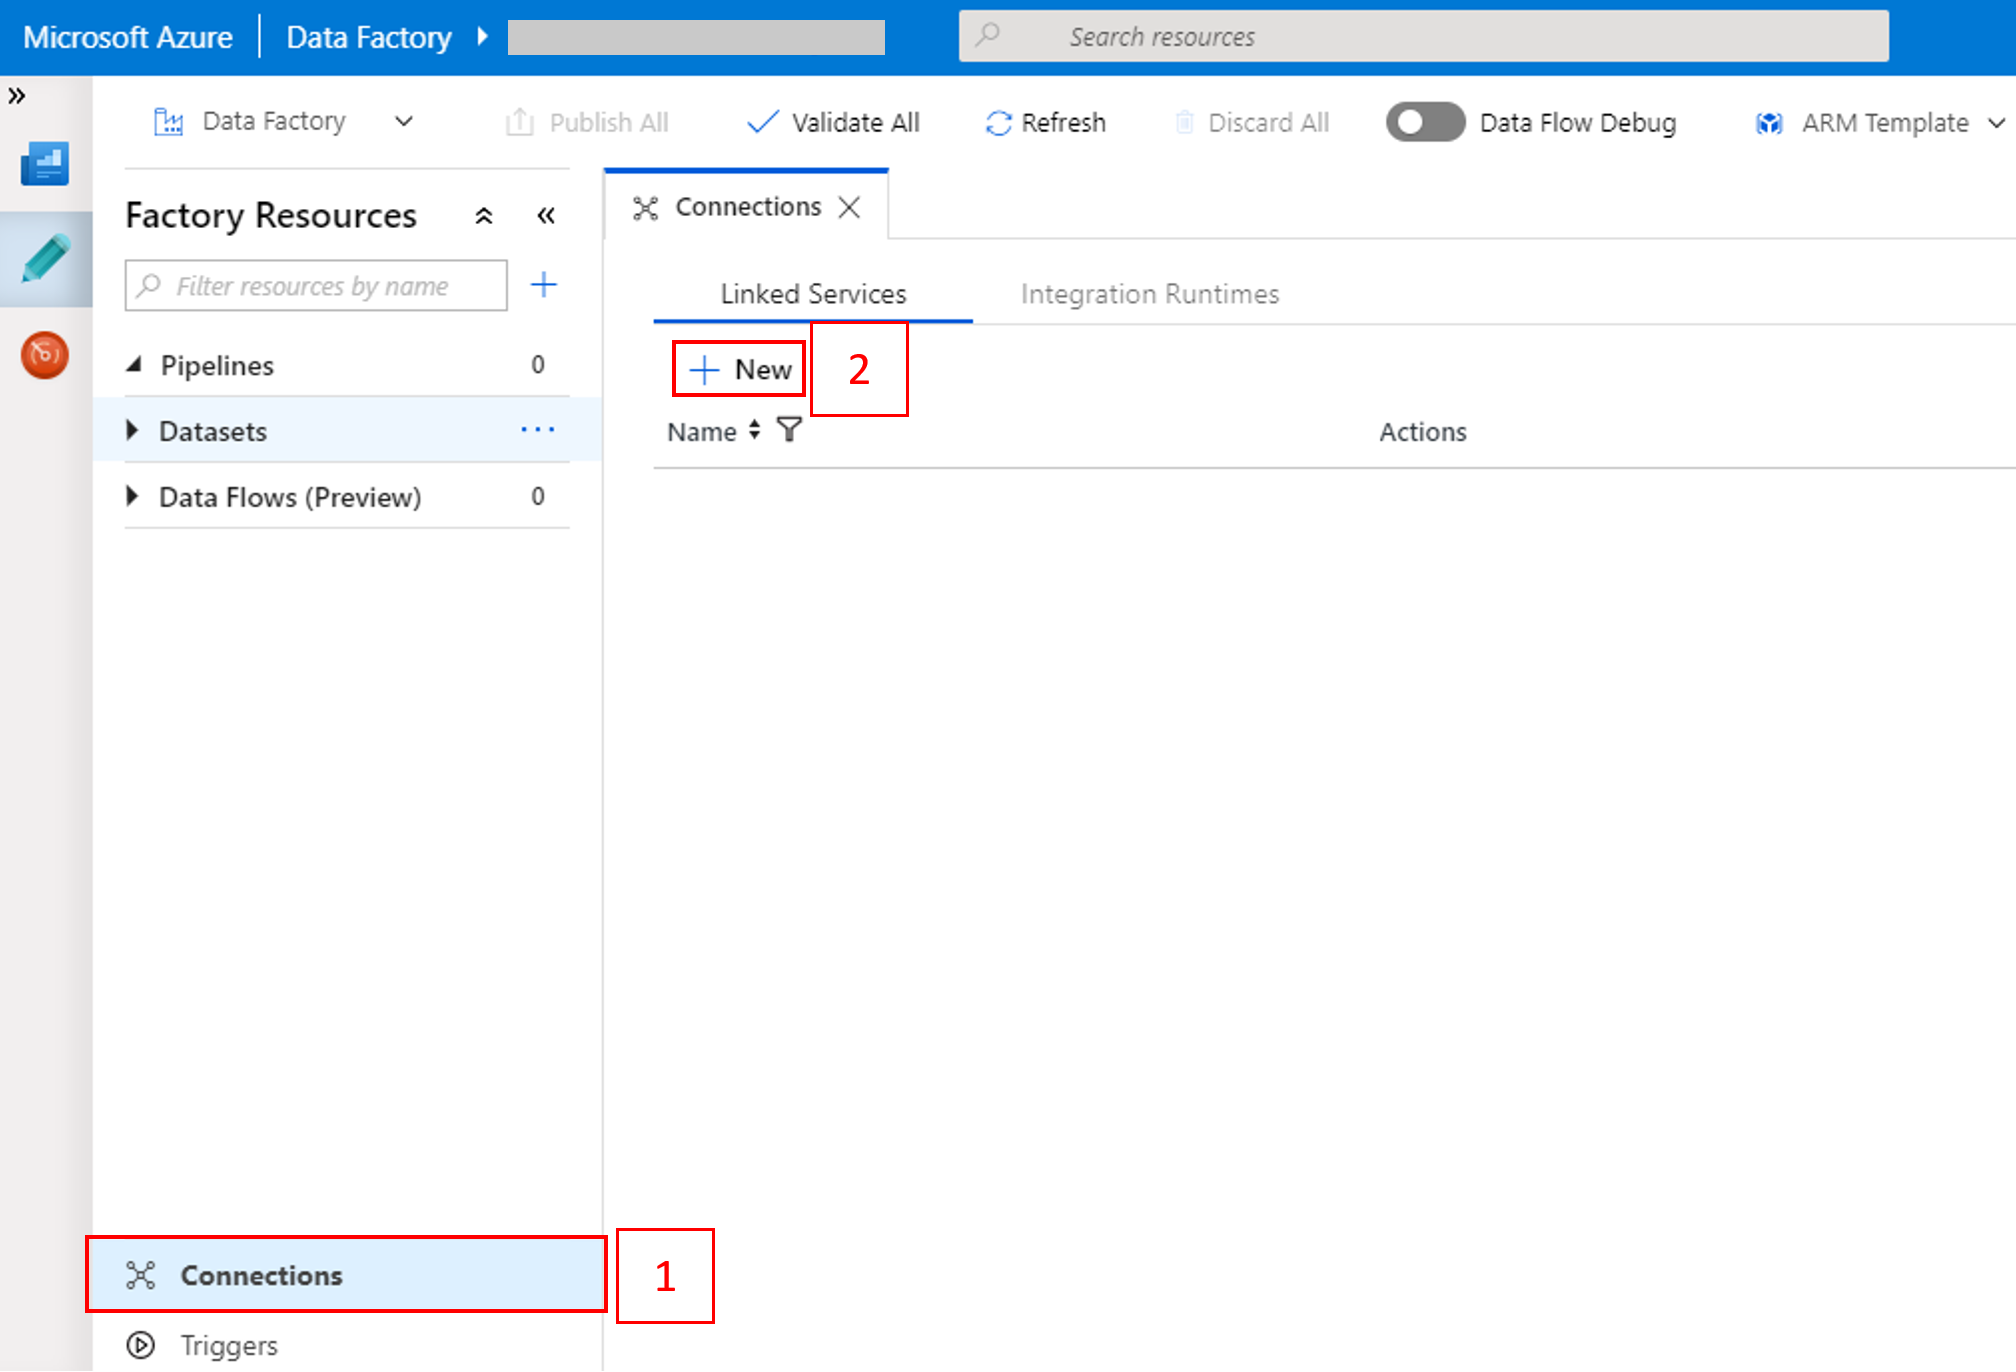 Microsoft Azure Data Factory Search resources
Data Factory Publish All Validate All Refresh Discard All Data Flow Debug ARM Template
Factory Resources
Connections
Filter resources by name
Linked Services Integration Runtimes
Pipelines 0
New 2
Datasets ...
Name Actions
Data Flows (Preview) 0
Connections 1
Triggers